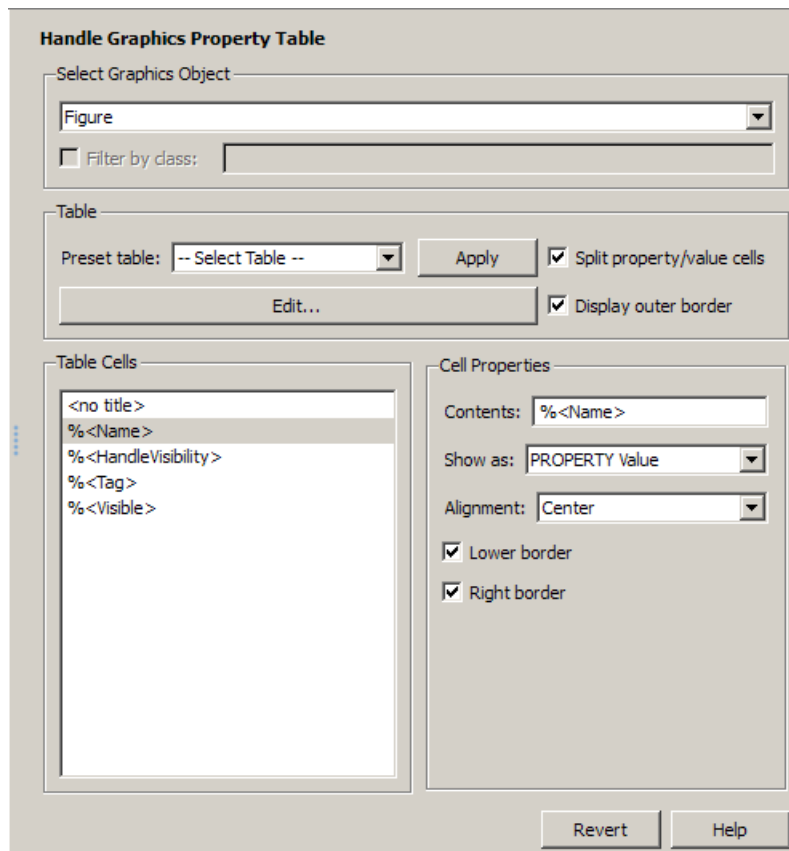 Handle Graphics Property Table
Select Graphics Object
Figure
Filter by class:
Table
Preset table: -- Select Table -- Apply Split property/value cells
Edit... Display outer border
Table Cells
<no title>
%<Name>
%<HandleVisibility>
%<Tag>
%<Visible>
Cell Properties
Contents: %<Name>
Show as: PROPERTY Value
Alignment: Center
Lower border
Right border
Revert Help